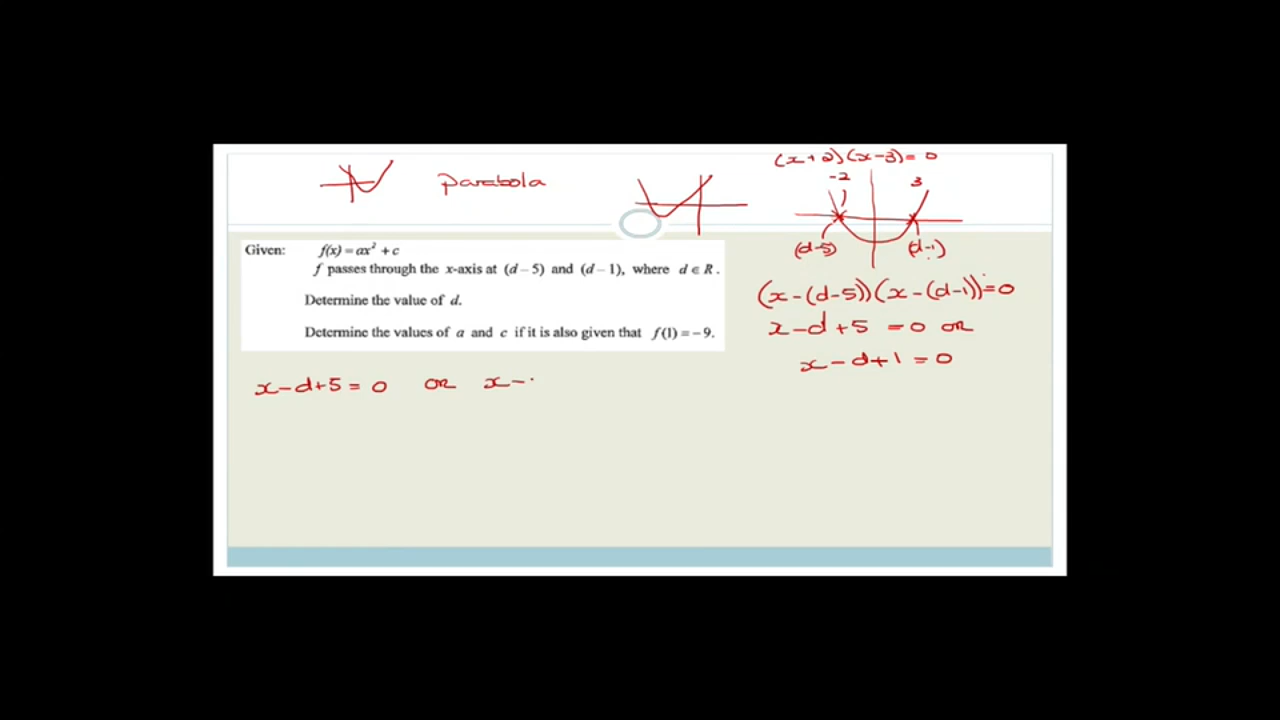 parabola
(x+2)(x-3)=0
-2 3
(d-5) (d-1)
Given: f(x) = ax² + c
f passes through the x-axis at (d – 5) and (d – 1), where d ∈ R.
Determine the value of d.
Determine the values of a and c if it is also given that f(1) = – 9.
(x-(d-5))(x-(d-1))=0
x-d+5 =0 or
x-d+1=0
x-d+5=0 or x-